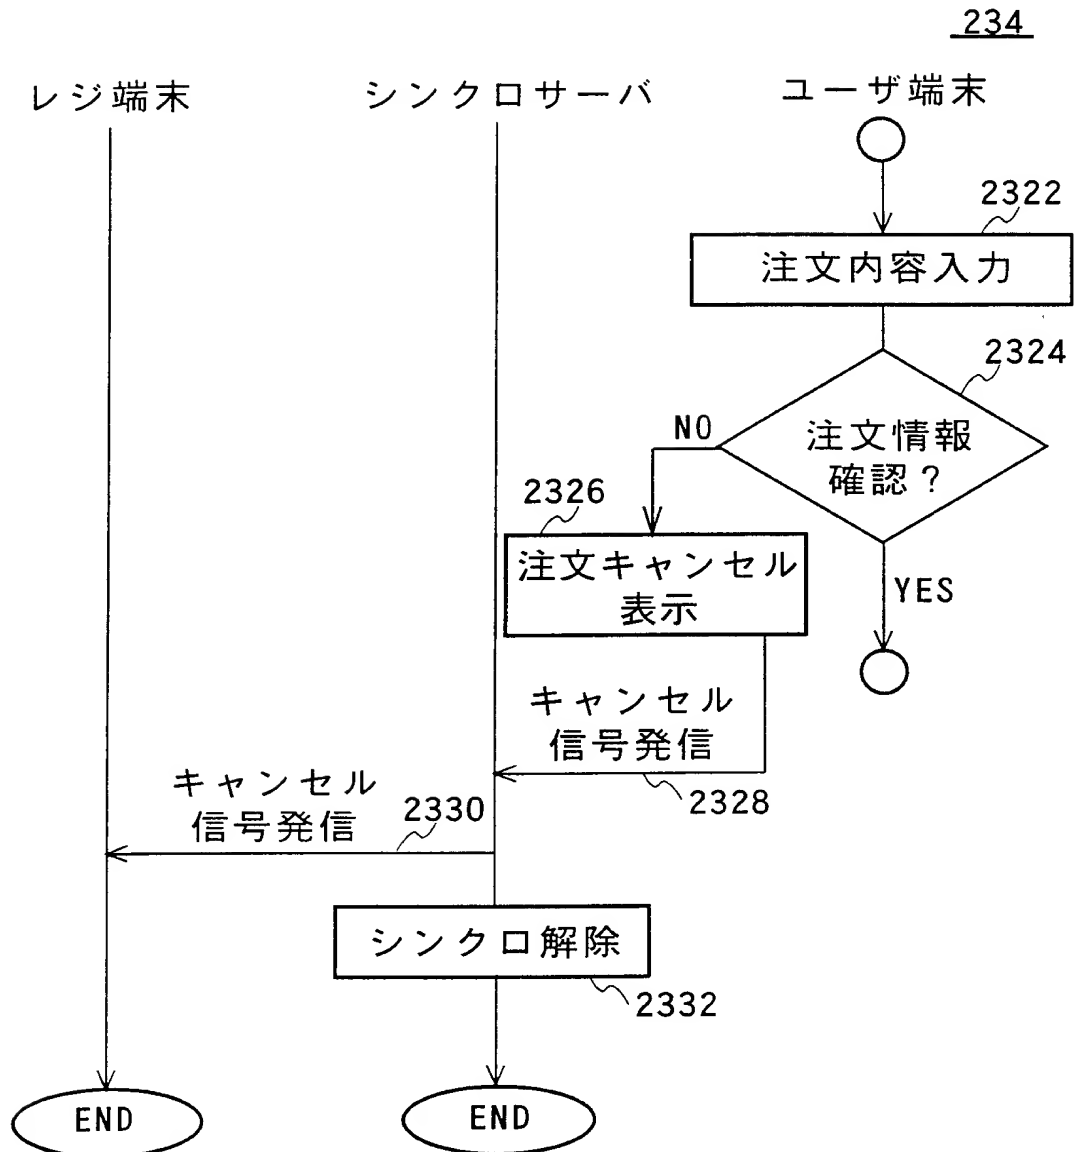 234
レジ端末
シンクロサーバ
ユーザ端末
2322
注文内容入力
2324
注文情報
確認？
NO
2326
注文キャンセル
表示
YES
キャンセル
信号発信
2328
キャンセル
信号発信
2330
シンクロ解除
2332
END
END